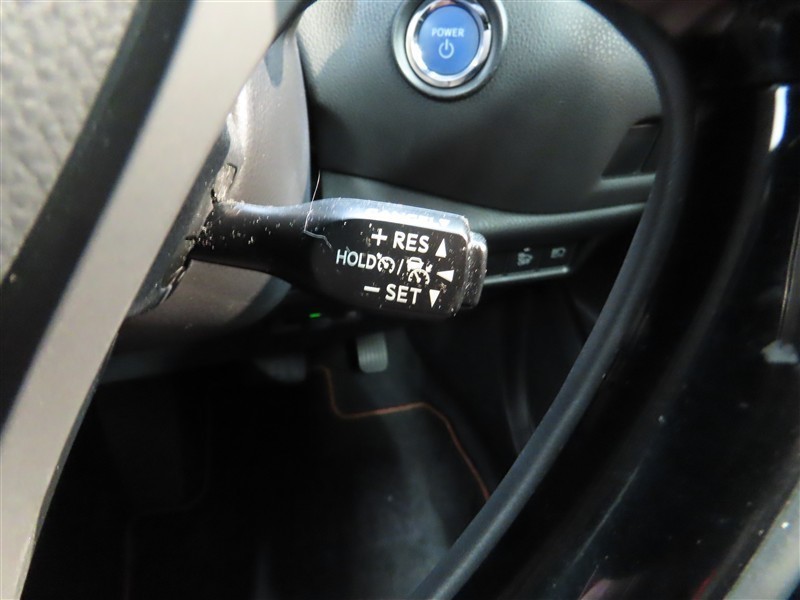 POWER
+ RES ▲
HOLD / ◄
− SET ▼